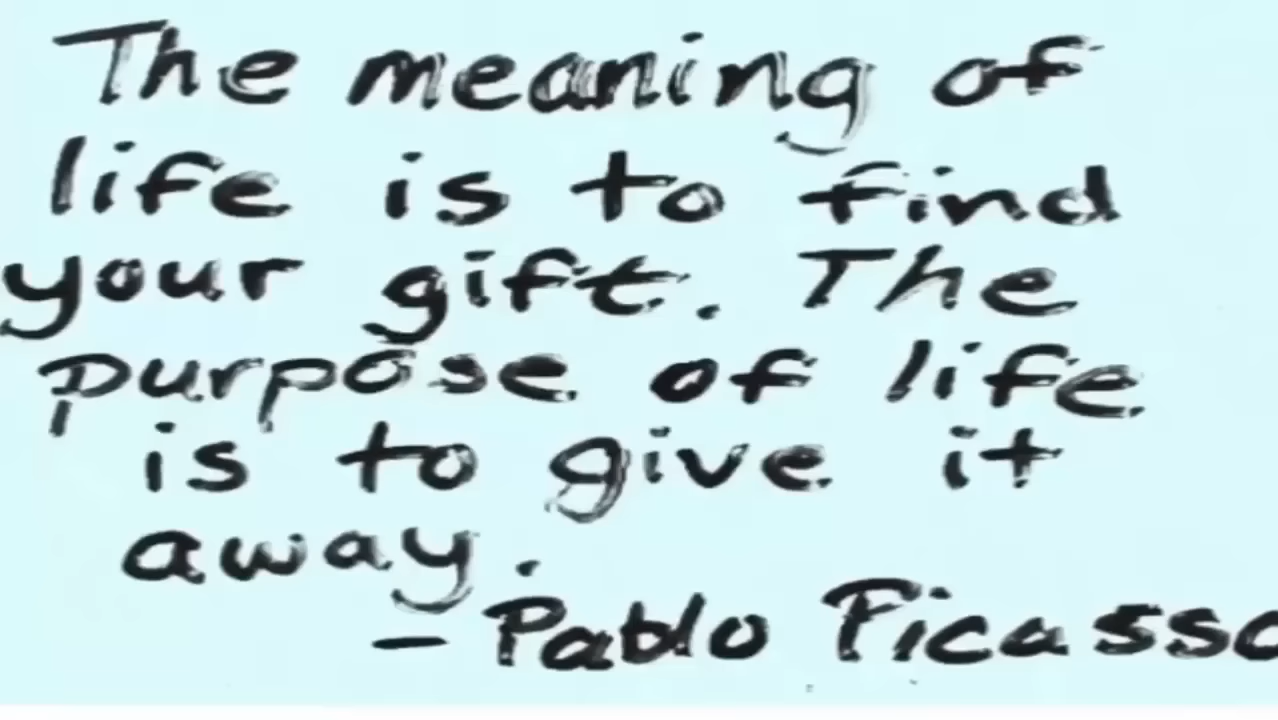 The meaning of
life is to find
your gift. The
purpose of life
is to give it
away.
- Pablo Picasso